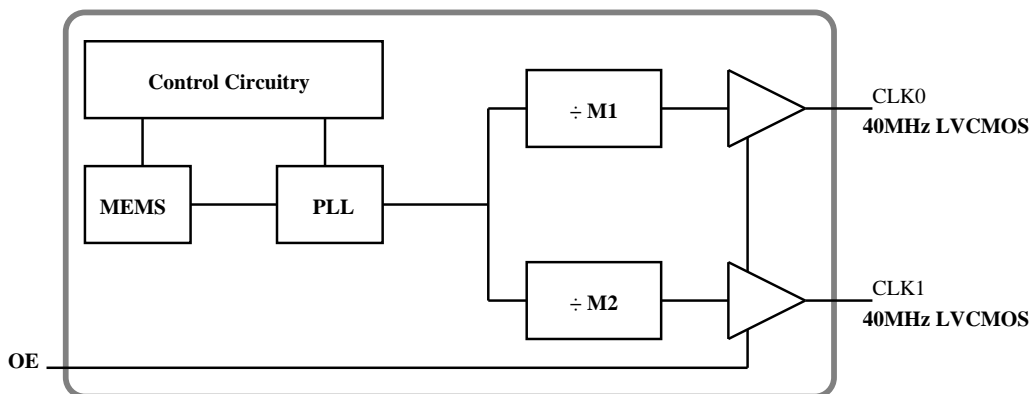 Control Circuitry
÷ M1
CLK0
40MHz LVCMOS
MEMS
PLL
÷ M2
CLK1
40MHz LVCMOS
OE